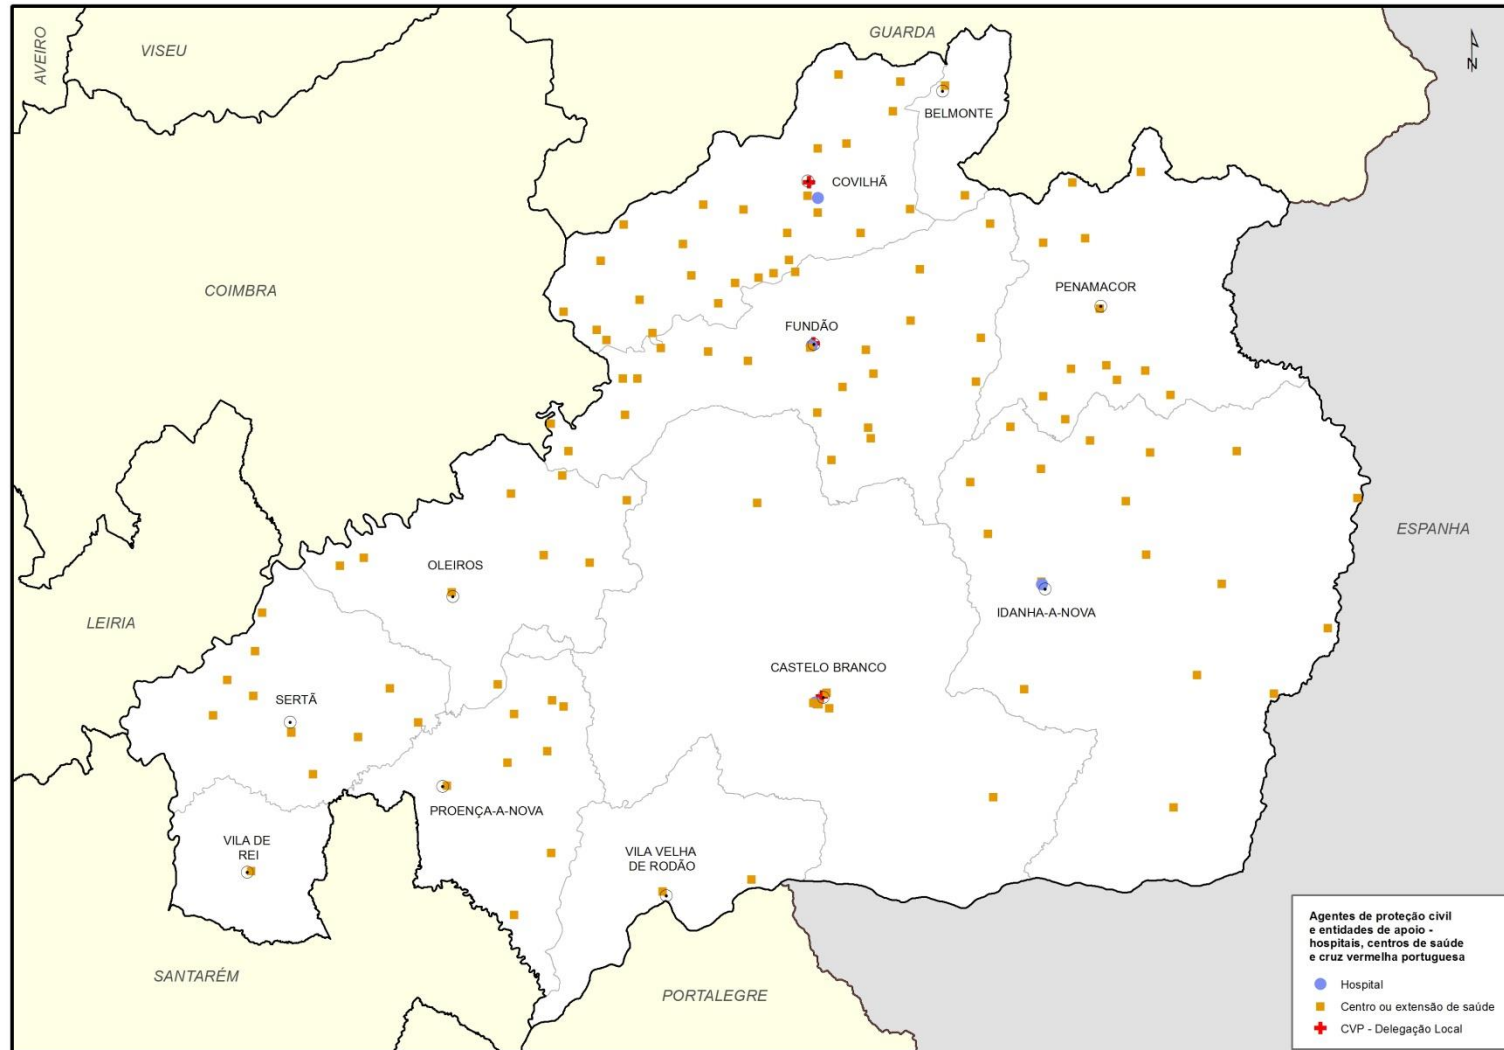 GUARDA
AVEIRO
VISEU
N
BELMONTE
COVILHÃ
COIMBRA
PENAMACOR
FUNDÃO
ESPANHA
OLEIROS
IDANHA-A-NOVA
LEIRIA
CASTELO BRANCO
SERTÃ
PROENÇA-A-NOVA
VILA DE
REI
VILA VELHA
DE RODÃO
SANTARÉM
PORTALEGRE
Agentes de proteção civil
e entidades de apoio -
hospitais, centros de saúde
e cruz vermelha portuguesa
Hospital
Centro ou extensão de saúde
CVP - Delegação Local